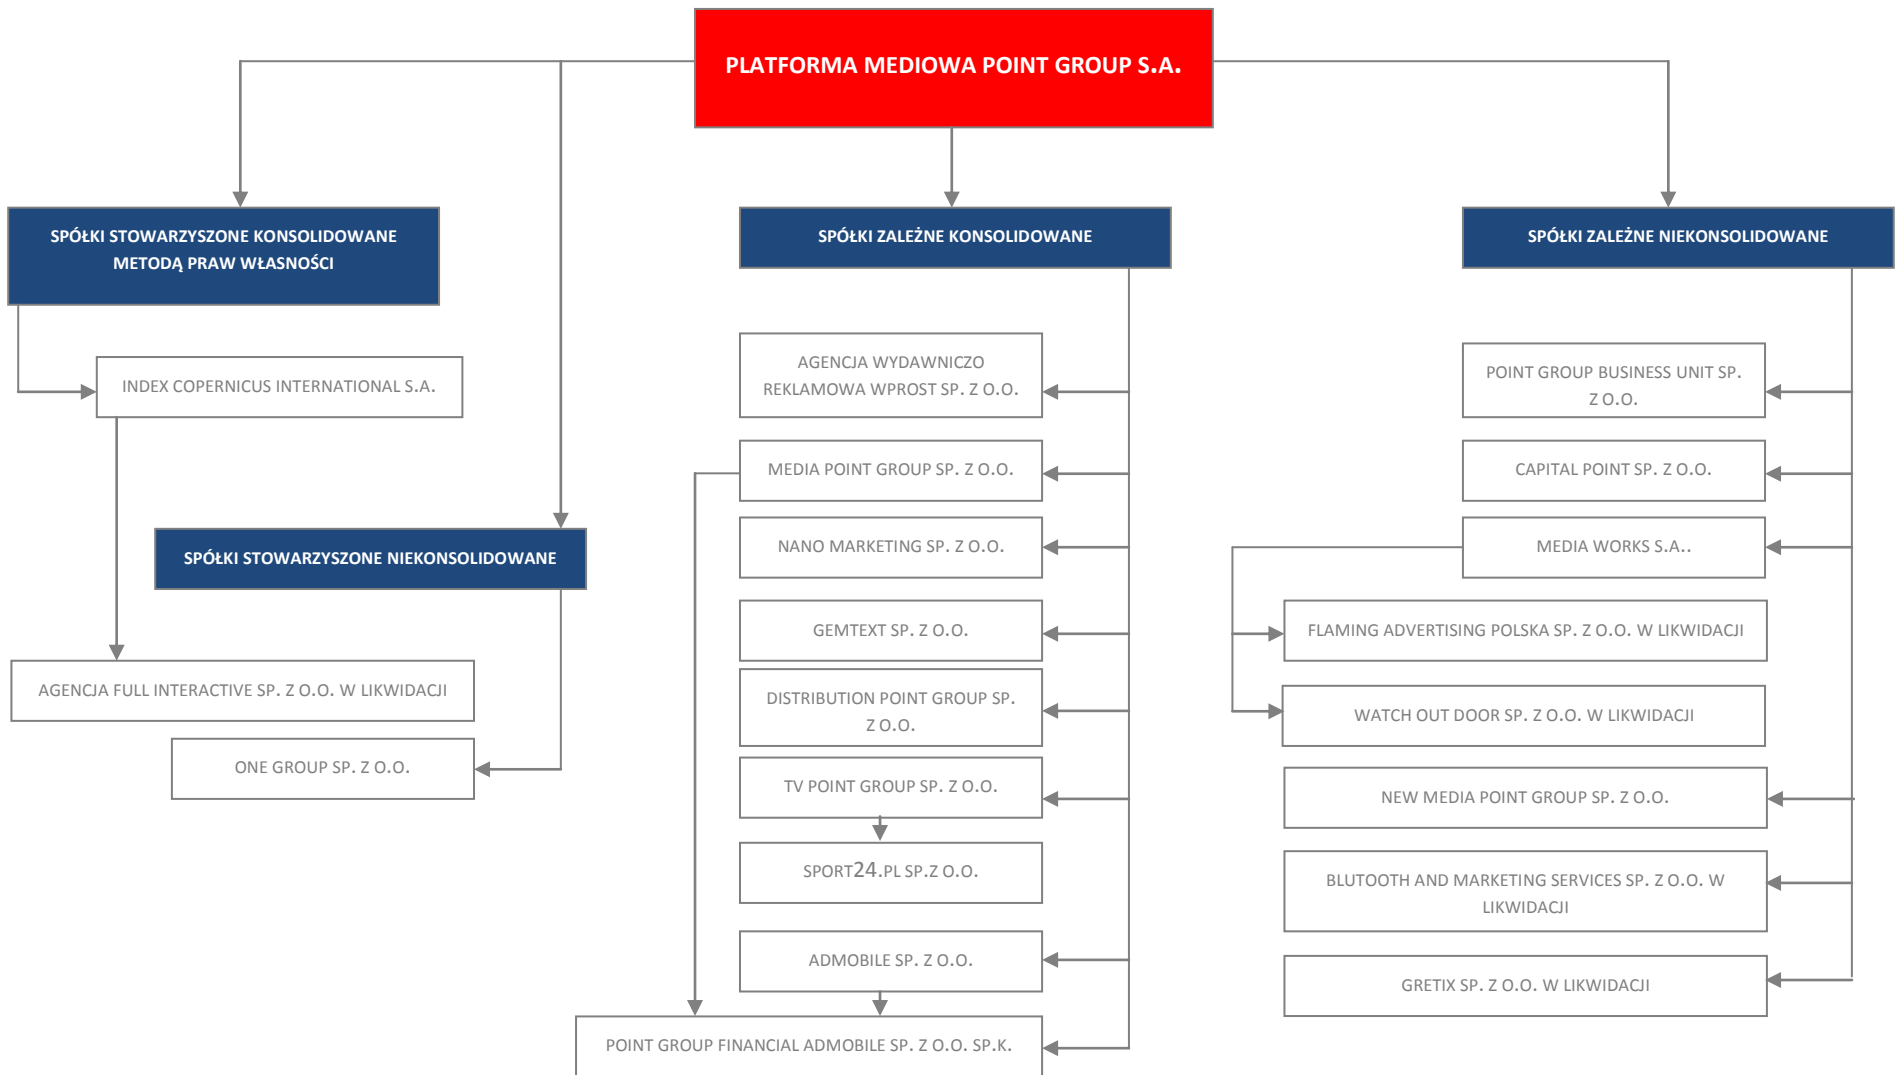 PLATFORMA MEDIOWA POINT GROUP S.A.
SPÓŁKI STOWARZYSZONE KONSOLIDOWANE
METODĄ PRAW WŁASNOŚCI
INDEX COPERNICUS INTERNATIONAL S.A.
SPÓŁKI STOWARZYSZONE NIEKONSOLIDOWANE
AGENCJA FULL INTERACTIVE SP. Z O.O. W LIKWIDACJI
ONE GROUP SP. Z O.O.
SPÓŁKI ZALEŻNE KONSOLIDOWANE
AGENCJA WYDAWNICZO
REKLAMOWA WPROST SP. Z O.O.
MEDIA POINT GROUP SP. Z O.O.
NANO MARKETING SP. Z O.O.
GEMTEXT SP. Z O.O.
DISTRIBUTION POINT GROUP SP.
Z O.O.
TV POINT GROUP SP. Z O.O.
SPORT24.PL SP.Z O.O.
ADMOBILE SP. Z O.O.
POINT GROUP FINANCIAL ADMOBILE SP. Z O.O. SP.K.
SPÓŁKI ZALEŻNE NIEKONSOLIDOWANE
POINT GROUP BUSINESS UNIT SP.
Z O.O.
CAPITAL POINT SP. Z O.O.
MEDIA WORKS S.A..
FLAMING ADVERTISING POLSKA SP. Z O.O. W LIKWIDACJI
WATCH OUT DOOR SP. Z O.O. W LIKWIDACJI
NEW MEDIA POINT GROUP SP. Z O.O.
BLUTOOTH AND MARKETING SERVICES SP. Z O.O. W
LIKWIDACJI
GRETIX SP. Z O.O. W LIKWIDACJI